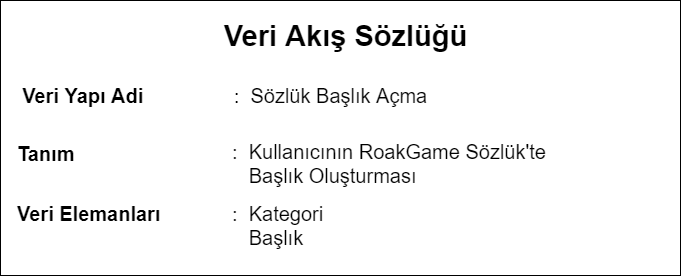 Veri Akış Sözlüğü
Veri Yapı Adi : Sözlük Başlık Açma
Tanım : Kullanıcının RoakGame Sözlük'te
Başlık Oluşturması
Veri Elemanları : Kategori
Başlık